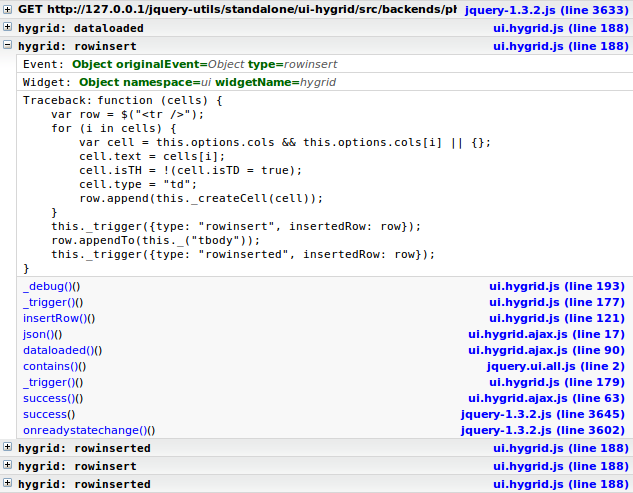 GET http://127.0.0.1/jquery-utils/standalone/ui-hygrid/src/backends/ph jquery-1.3.2.js (line 3633)
hygrid: dataloaded ui.hygrid.js (line 188)
hygrid: rowinsert ui.hygrid.js (line 188)
Event: Object originalEvent=Object type=rowinsert
Widget: Object namespace=ui widgetName=hygrid
Traceback: function (cells) {
    var row = $("<tr />");
    for (i in cells) {
        var cell = this.options.cols && this.options.cols[i] || {};
        cell.text = cells[i];
        cell.isTH = !(cell.isTD = true);
        cell.type = "td";
        row.append(this._createCell(cell));
    }
    this._trigger({type: "rowinsert", insertedRow: row});
    row.appendTo(this._("tbody"));
    this._trigger({type: "rowinserted", insertedRow: row});
}
_debug()() ui.hygrid.js (line 193)
_trigger()() ui.hygrid.js (line 177)
insertRow()() ui.hygrid.js (line 121)
json()() ui.hygrid.ajax.js (line 17)
dataloaded()() ui.hygrid.ajax.js (line 90)
contains()() jquery.ui.all.js (line 2)
_trigger()() ui.hygrid.js (line 179)
success()() ui.hygrid.ajax.js (line 63)
success() jquery-1.3.2.js (line 3645)
onreadystatechange()() jquery-1.3.2.js (line 3602)
hygrid: rowinserted ui.hygrid.js (line 188)
hygrid: rowinsert ui.hygrid.js (line 188)
hygrid: rowinserted ui.hygrid.js (line 188)